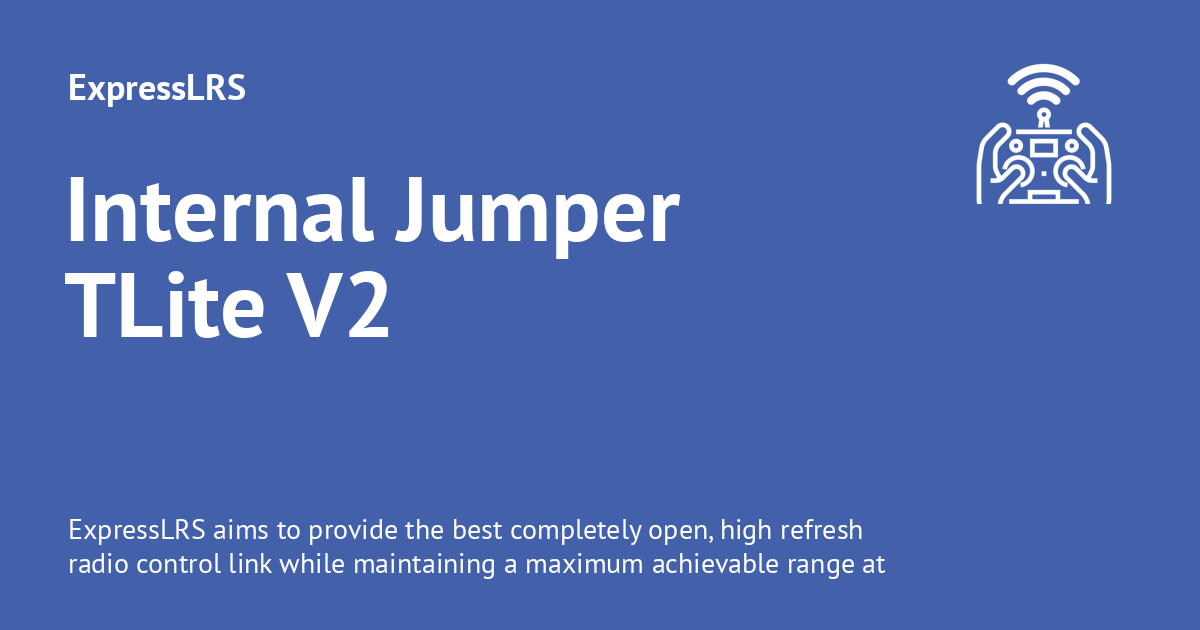 ExpressLRS
Internal Jumper
TLite V2
ExpressLRS aims to provide the best completely open, high refresh
radio control link while maintaining a maximum achievable range at